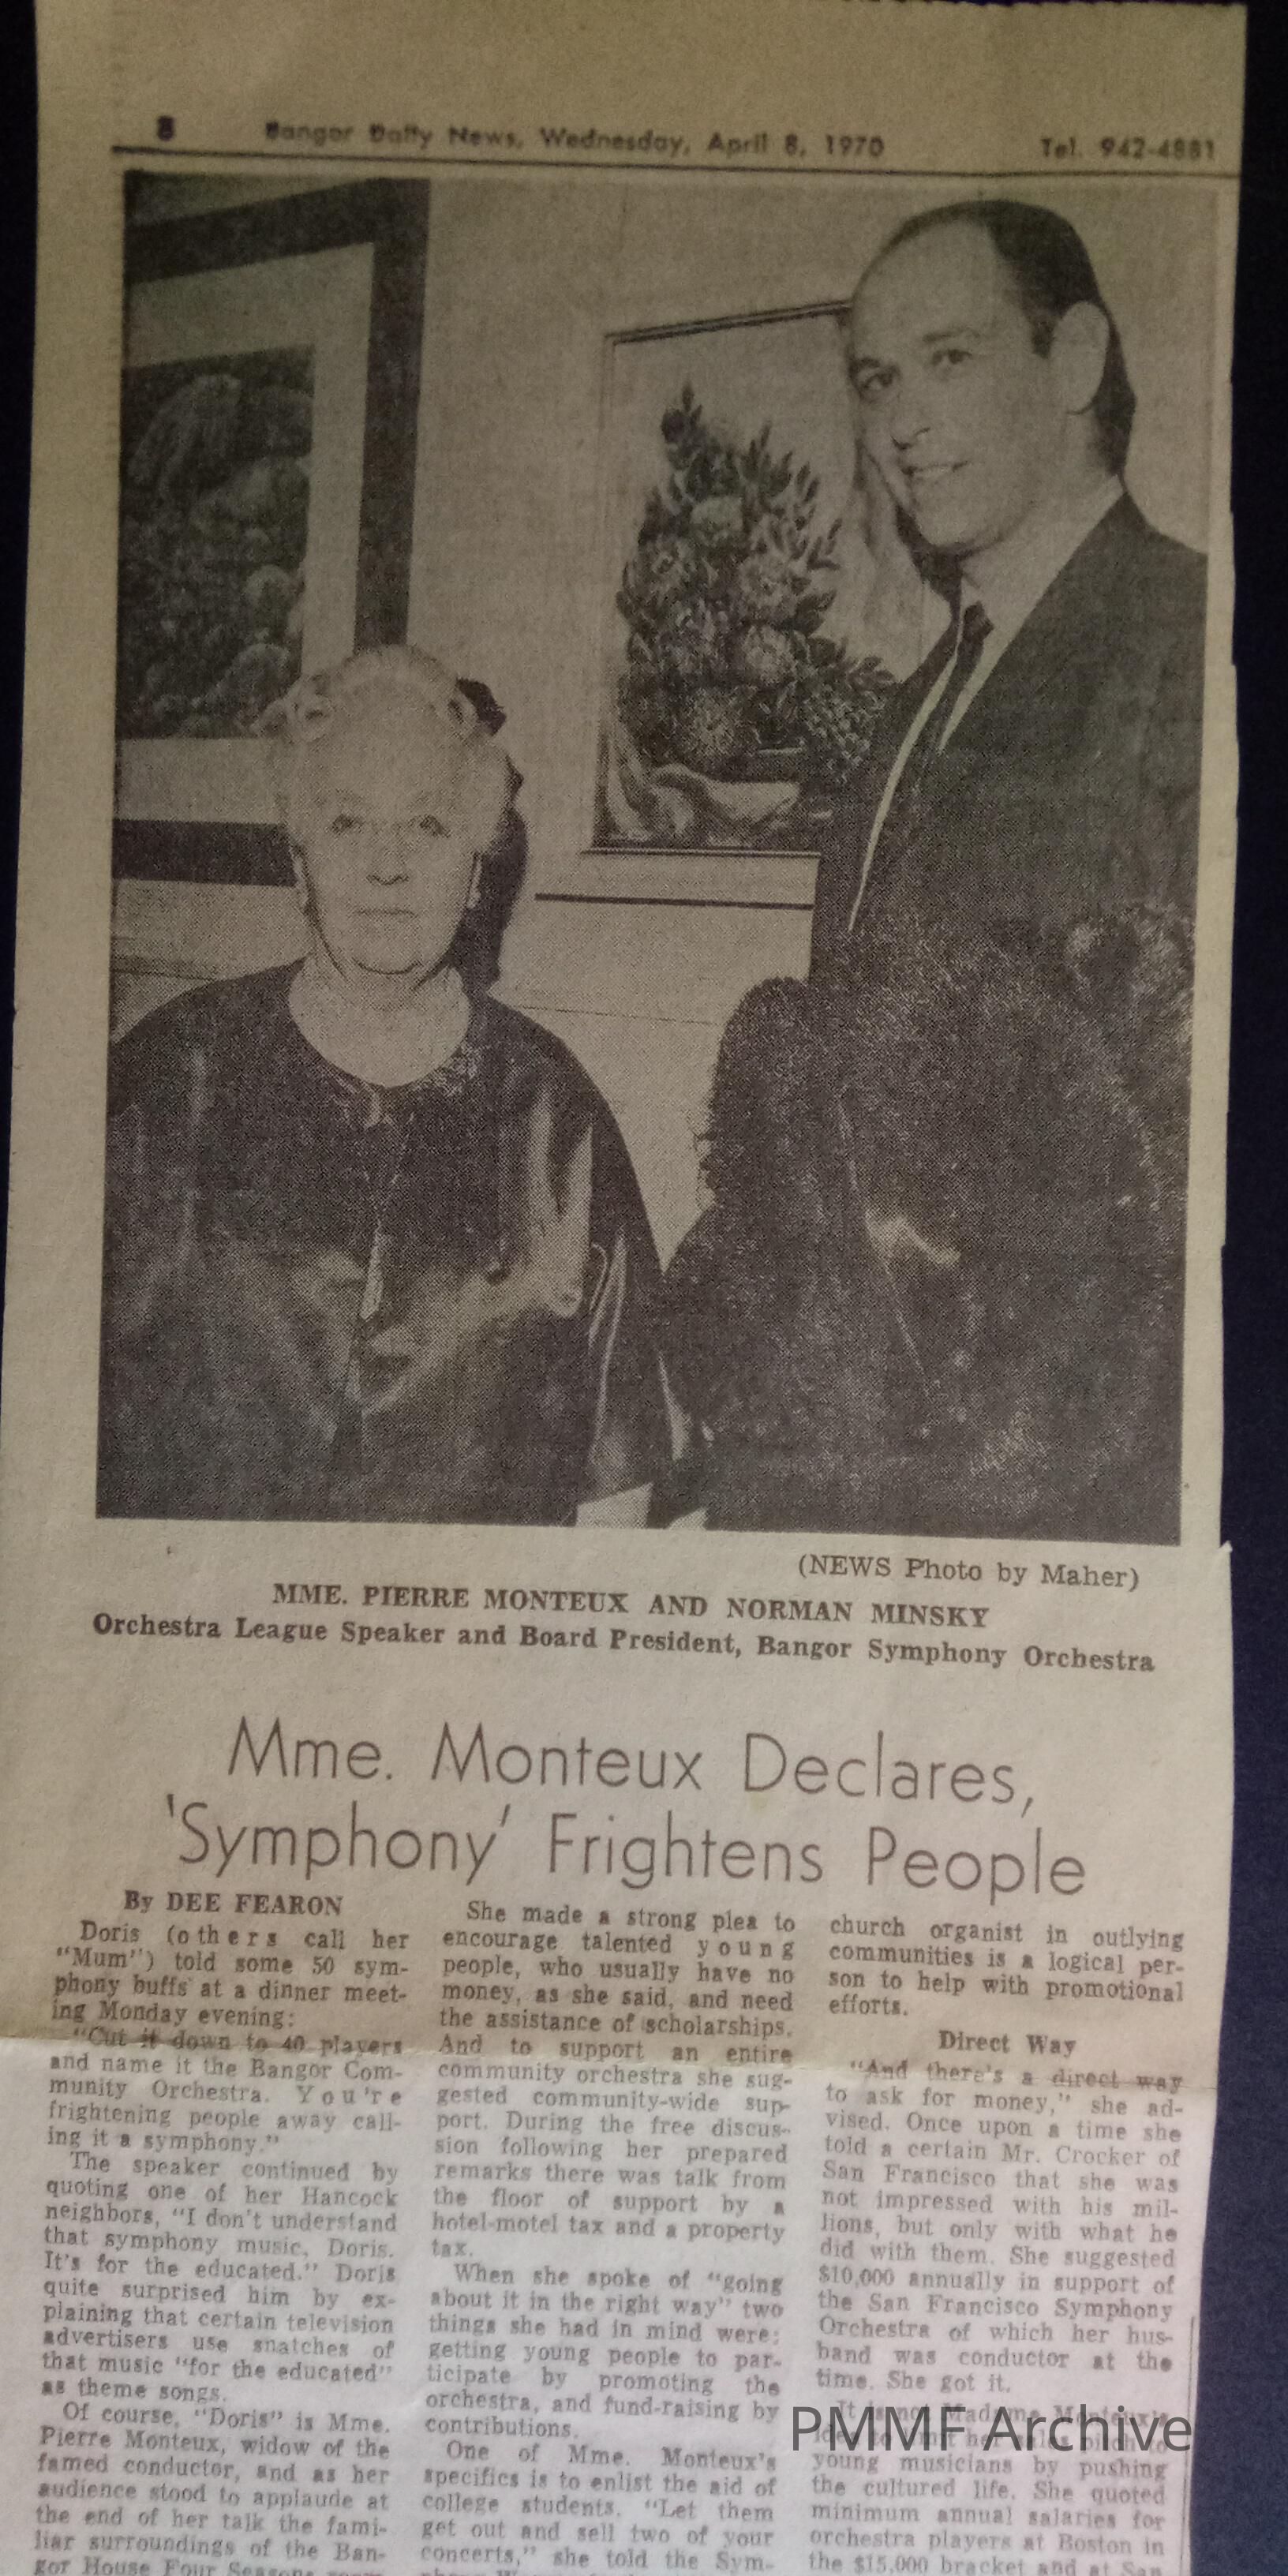 8 Bangor Daily News, Wednesday, April 8, 1970 Tel. 942-4881
(NEWS Photo by Maher)
MME. PIERRE MONTEUX AND NORMAN MINSKY
Orchestra League Speaker and Board President, Bangor Symphony Orchestra
Mme. Monteux Declares,
'Symphony' Frightens People
By DEE FEARON
Doris (others call her
"Mum") told some 50 sym-
phony buffs at a dinner meet-
ing Monday evening:
"Cut it down to 40 players
and name it the Bangor Com-
munity Orchestra. You're
frightening people away call-
ing it a symphony."
The speaker continued by
quoting one of her Hancock
neighbors, "I don't understand
that symphony music, Doris.
It's for the educated." Doris
quite surprised him by ex-
plaining that certain television
advertisers use snatches of
that music "for the educated"
as theme songs.
Of course, "Doris" is Mme.
Pierre Monteux, widow of the
famed conductor, and as her
audience stood to applaude at
the end of her talk the fami-
liar surroundings of the Ban-
gor House Four Seasons
She made a strong plea to
encourage talented young
people, who usually have no
money, as she said, and need
the assistance of scholarships.
And to support an entire
community orchestra she sug-
gested community-wide sup-
port. During the free discus-
sion following her prepared
remarks there was talk from
the floor of support by a
hotel-motel tax and a property
tax.
When she spoke of "going
about it in the right way" two
things she had in mind were:
getting young people to par-
ticipate by promoting the
orchestra, and fund-raising by
contributions.
One of Mme. Monteux's
specifics is to enlist the aid of
college students. "Let them
get out and sell two of your
concerts," she told the Sym-
church organist in outlying
communities is a logical per-
son to help with promotional
efforts.
Direct Way
"And there's a direct way
to ask for money," she ad-
vised. Once upon a time she
told a certain Mr. Crocker of
San Francisco that she was
not impressed with his mil-
lions, but only with what he
did with them. She suggested
$10,000 annually in support of
the San Francisco Symphony
Orchestra of which her hus-
band was conductor at the
time. She got it.
It is not Madame Monteux's
young musicians by pushing
the cultured life. She quoted
minimum annual salaries for
orchestra players at Boston in
the $15,000 bracket and at San
PMMF Archive